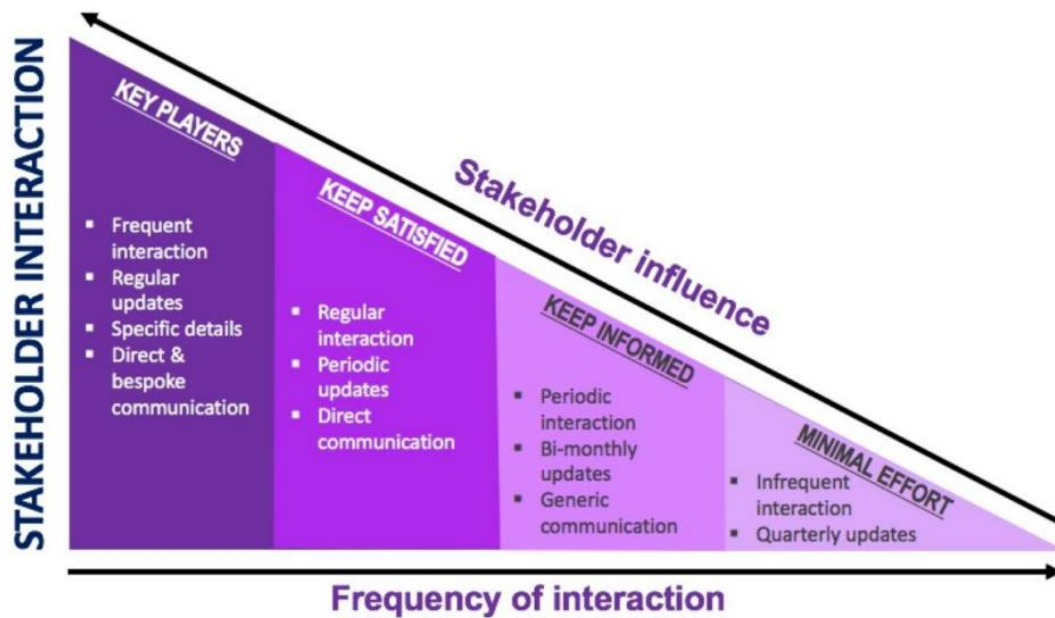 STAKEHOLDER INTERACTION
KEY PLAYERS
▪ Frequent
interaction
▪ Regular
updates
▪ Specific details
▪ Direct &
bespoke
communication
KEEP SATISFIED
▪ Regular
interaction
▪ Periodic
updates
▪ Direct
communication
Stakeholder influence
KEEP INFORMED
▪ Periodic
interaction
▪ Bi-monthly
updates
▪ Generic
communication
MINIMAL EFFORT
▪ Infrequent
interaction
▪ Quarterly updates
Frequency of interaction